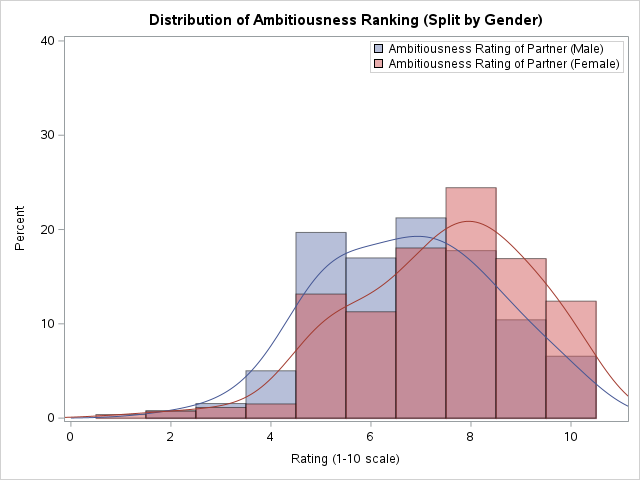 Distribution of Ambitiousness Ranking (Split by Gender)
Ambitiousness Rating of Partner (Male)
Ambitiousness Rating of Partner (Female)
40
30
20
10
0
Percent
0 2 4 6 8 10
Rating (1-10 scale)